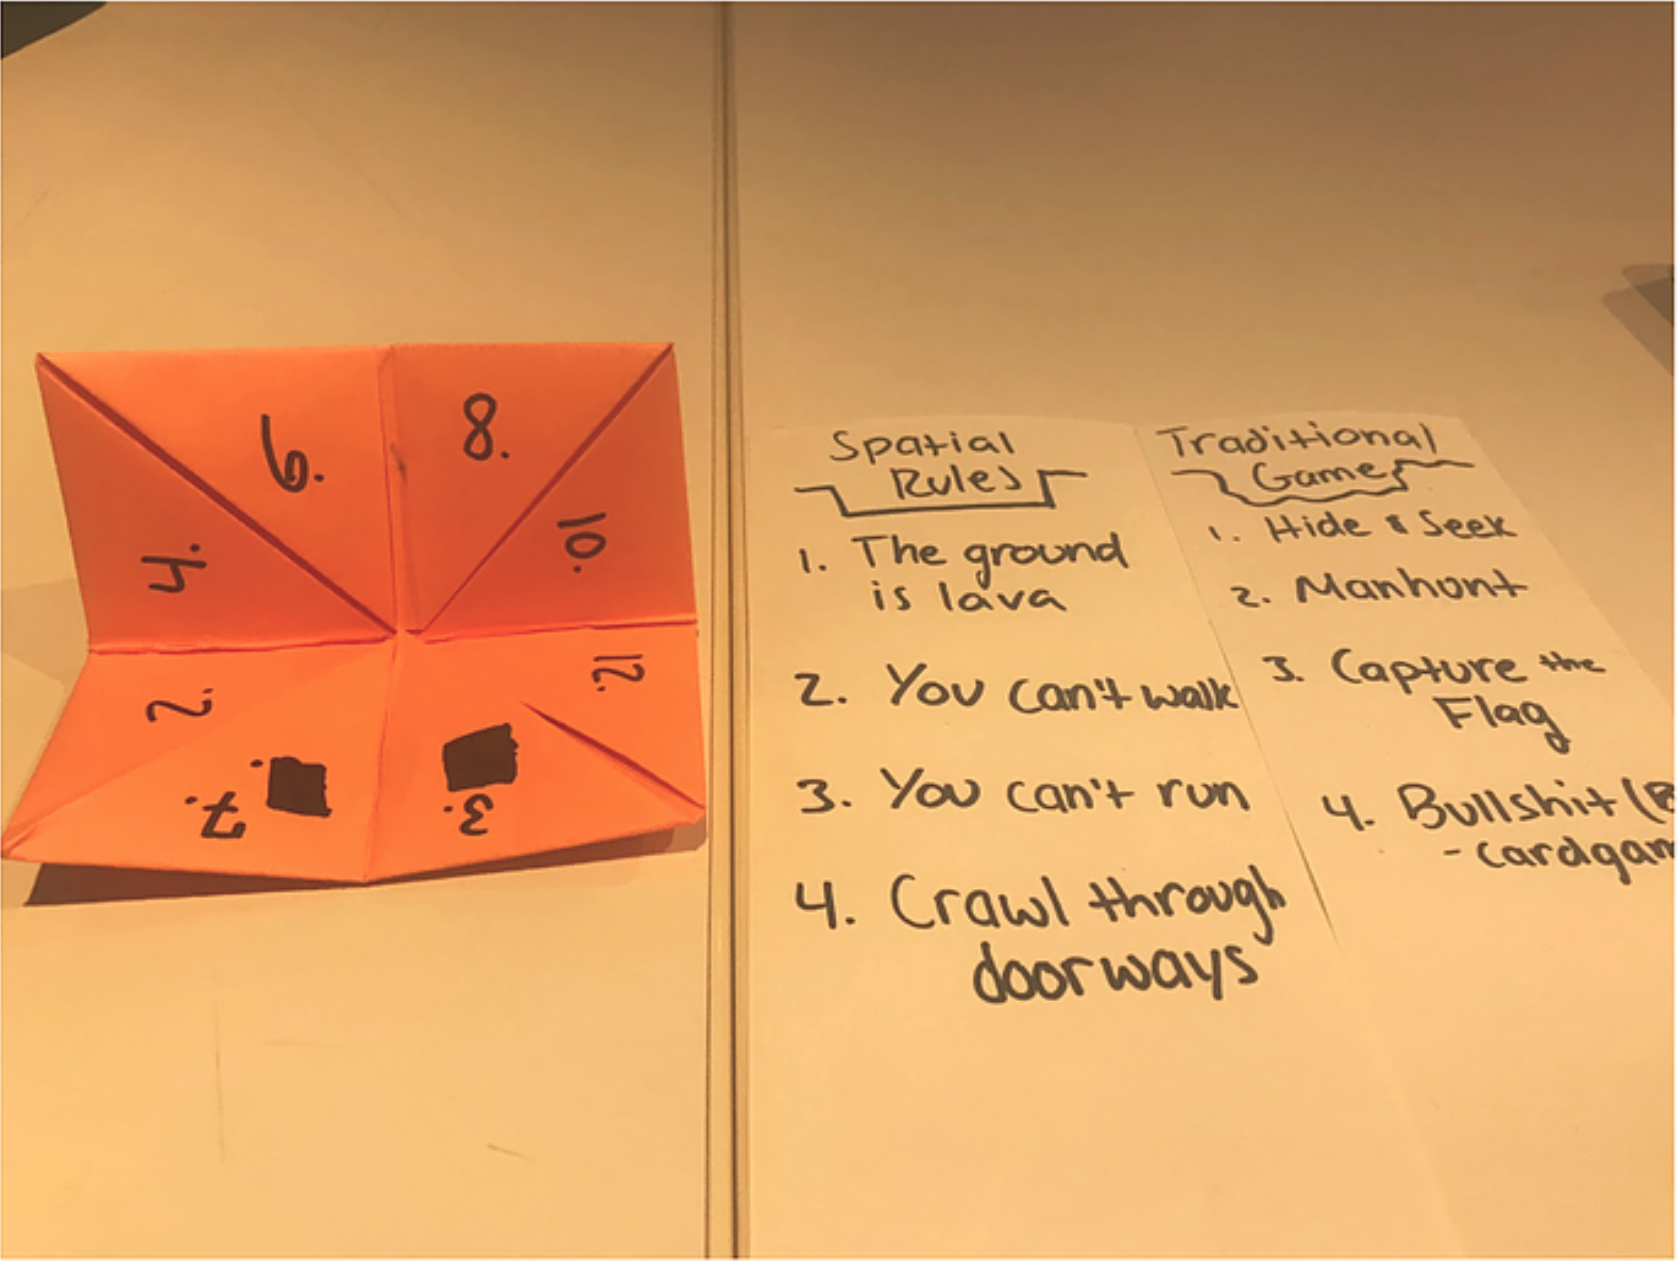 6.
8.
4.
10.
2.
12.
7.
3.
Spatial
Rules
1. The ground
is lava
2. You can't walk
3. You can't run
4. Crawl through
doorways
Traditional
Games
1. Hide & Seek
2. Manhunt
3. Capture the
Flag
4. Bullshit (B
- cardgam